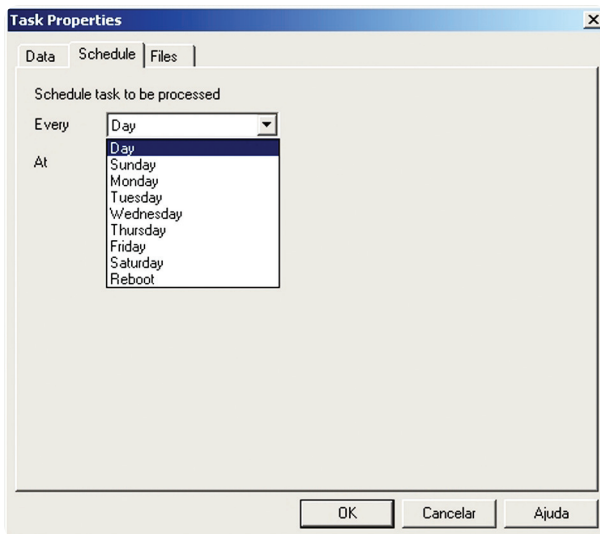 Task Properties
Data Schedule Files
Schedule task to be processed
Every Day
Day
At
Sunday
Monday
Tuesday
Wednesday
Thursday
Friday
Saturday
Reboot
OK Cancelar Ajuda